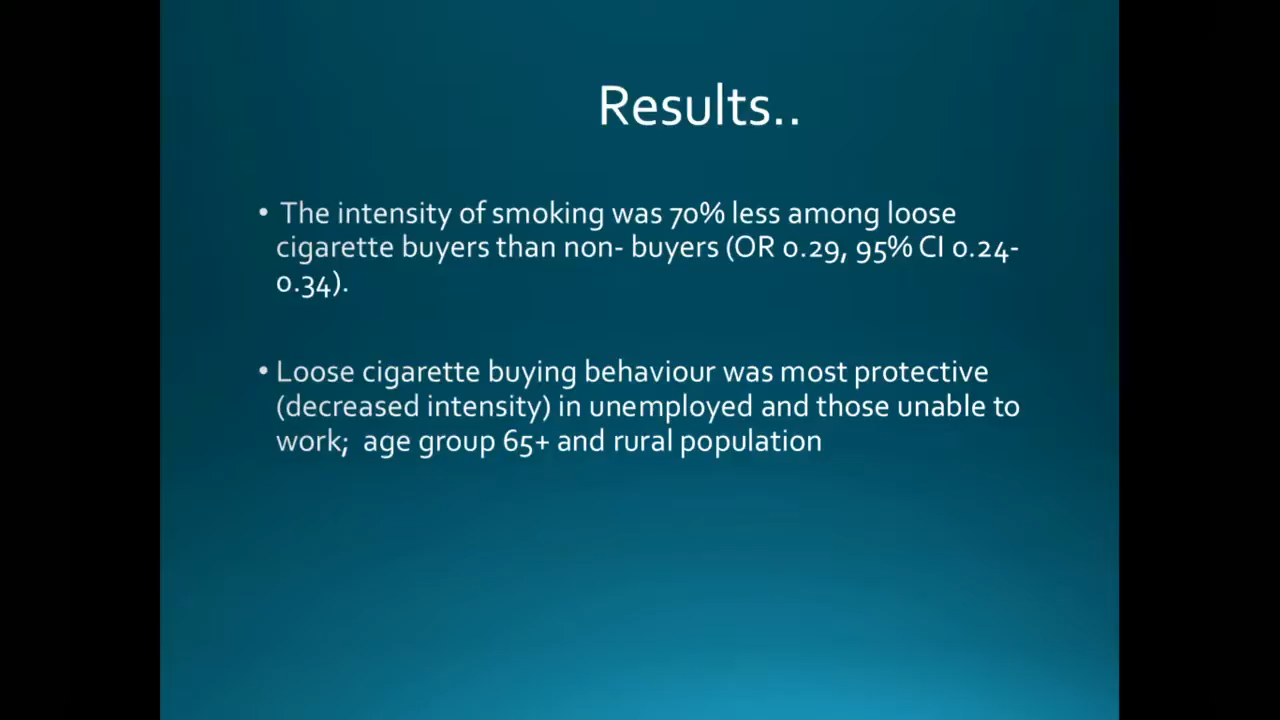 Results..
• The intensity of smoking was 70% less among loose
cigarette buyers than non- buyers (OR 0.29, 95% CI 0.24-
0.34).
• Loose cigarette buying behaviour was most protective
(decreased intensity) in unemployed and those unable to
work; age group 65+ and rural population